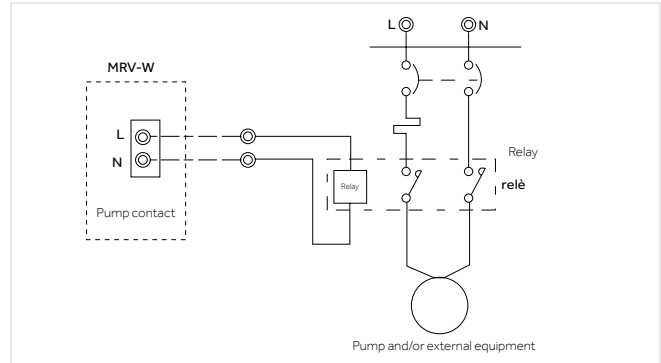 L
N
MRV-W
L
N
Pump contact
Relay
Relay
relè
Pump and/or external equipment